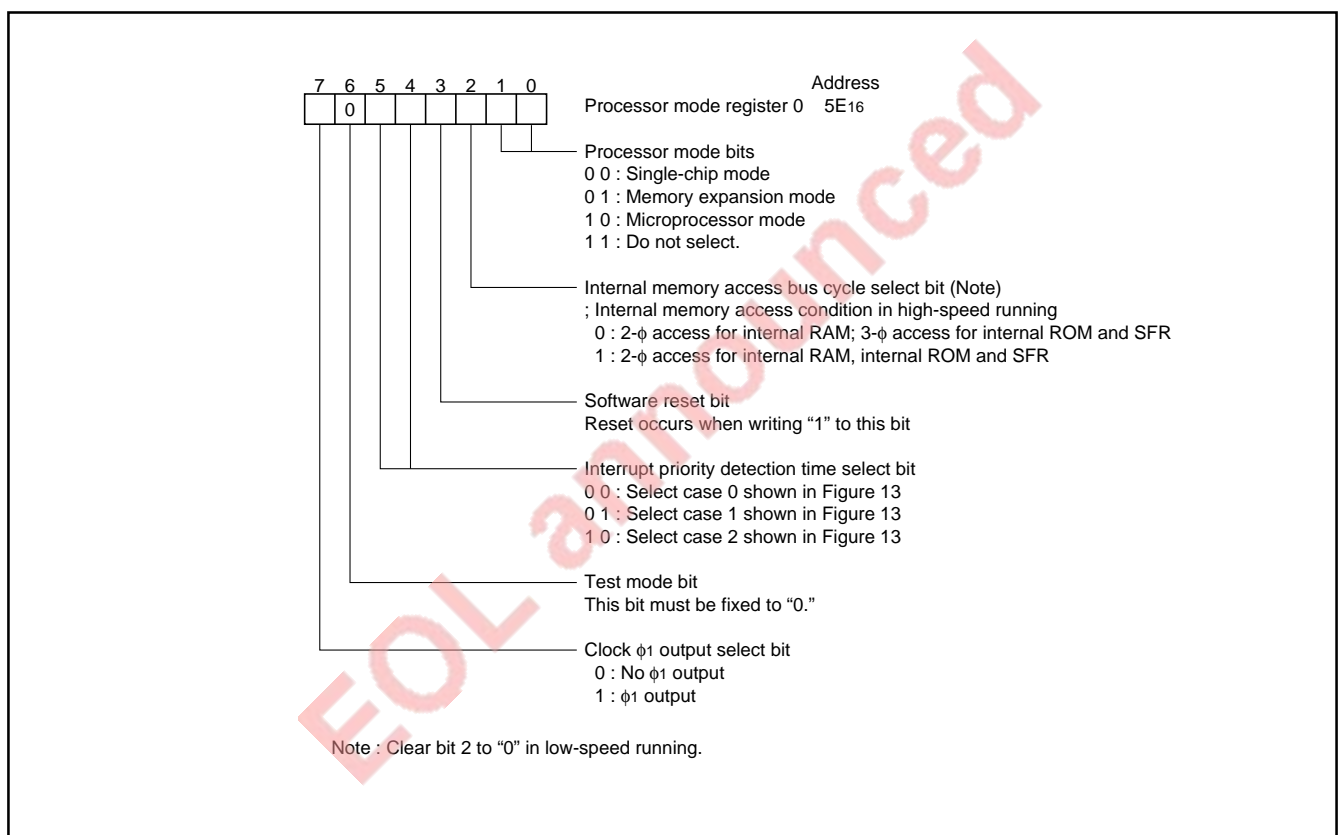 7 6 5 4 3 2 1 0
Address
0
Processor mode register 0 5E16
Processor mode bits
0 0 : Single-chip mode
0 1 : Memory expansion mode
1 0 : Microprocessor mode
1 1 : Do not select.
Internal memory access bus cycle select bit (Note)
; Internal memory access condition in high-speed running
0 : 2-ϕ access for internal RAM; 3-ϕ access for internal ROM and SFR
1 : 2-ϕ access for internal RAM, internal ROM and SFR
Software reset bit
Reset occurs when writing “1” to this bit
Interrupt priority detection time select bit
0 0 : Select case 0 shown in Figure 13
0 1 : Select case 1 shown in Figure 13
1 0 : Select case 2 shown in Figure 13
Test mode bit
This bit must be fixed to “0.”
Clock ϕ1 output select bit
0 : No ϕ1 output
1 : ϕ1 output
Note : Clear bit 2 to “0” in low-speed running.
EOL announced